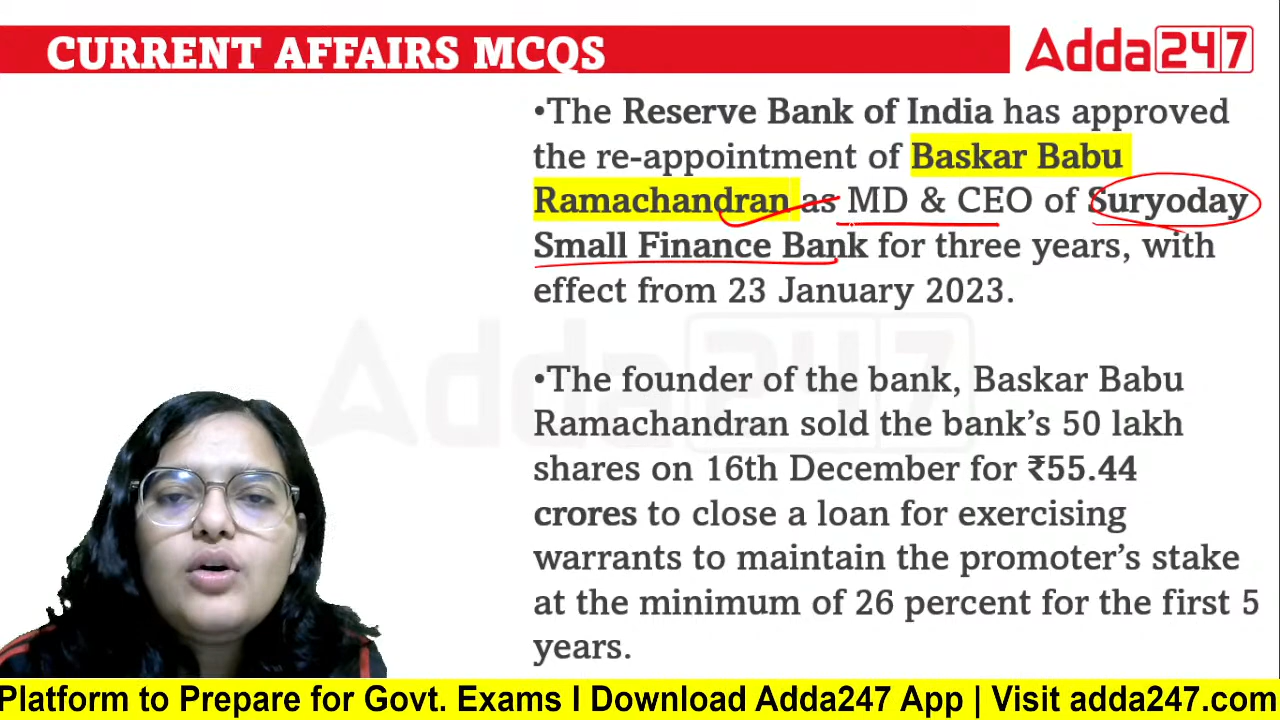 CURRENT AFFAIRS MCQS
Adda247
•The Reserve Bank of India has approved
the re-appointment of Baskar Babu
Ramachandran as MD & CEO of Suryoday
Small Finance Bank for three years, with
effect from 23 January 2023.
Adda247
•The founder of the bank, Baskar Babu
Ramachandran sold the bank’s 50 lakh
shares on 16th December for ₹55.44
crores to close a loan for exercising
warrants to maintain the promoter’s stake
at the minimum of 26 percent for the first 5
years.
Platform to Prepare for Govt. Exams I Download Adda247 App | Visit adda247.com